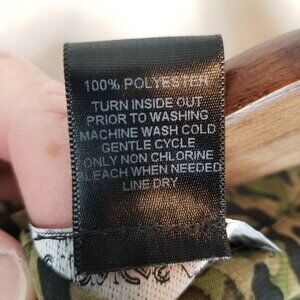 100% POLYESTER
TURN INSIDE OUT
PRIOR TO WASHING
MACHINE WASH COLD
GENTLE CYCLE
ONLY NON CHLORINE
BLEACH WHEN NEEDED
LINE DRY